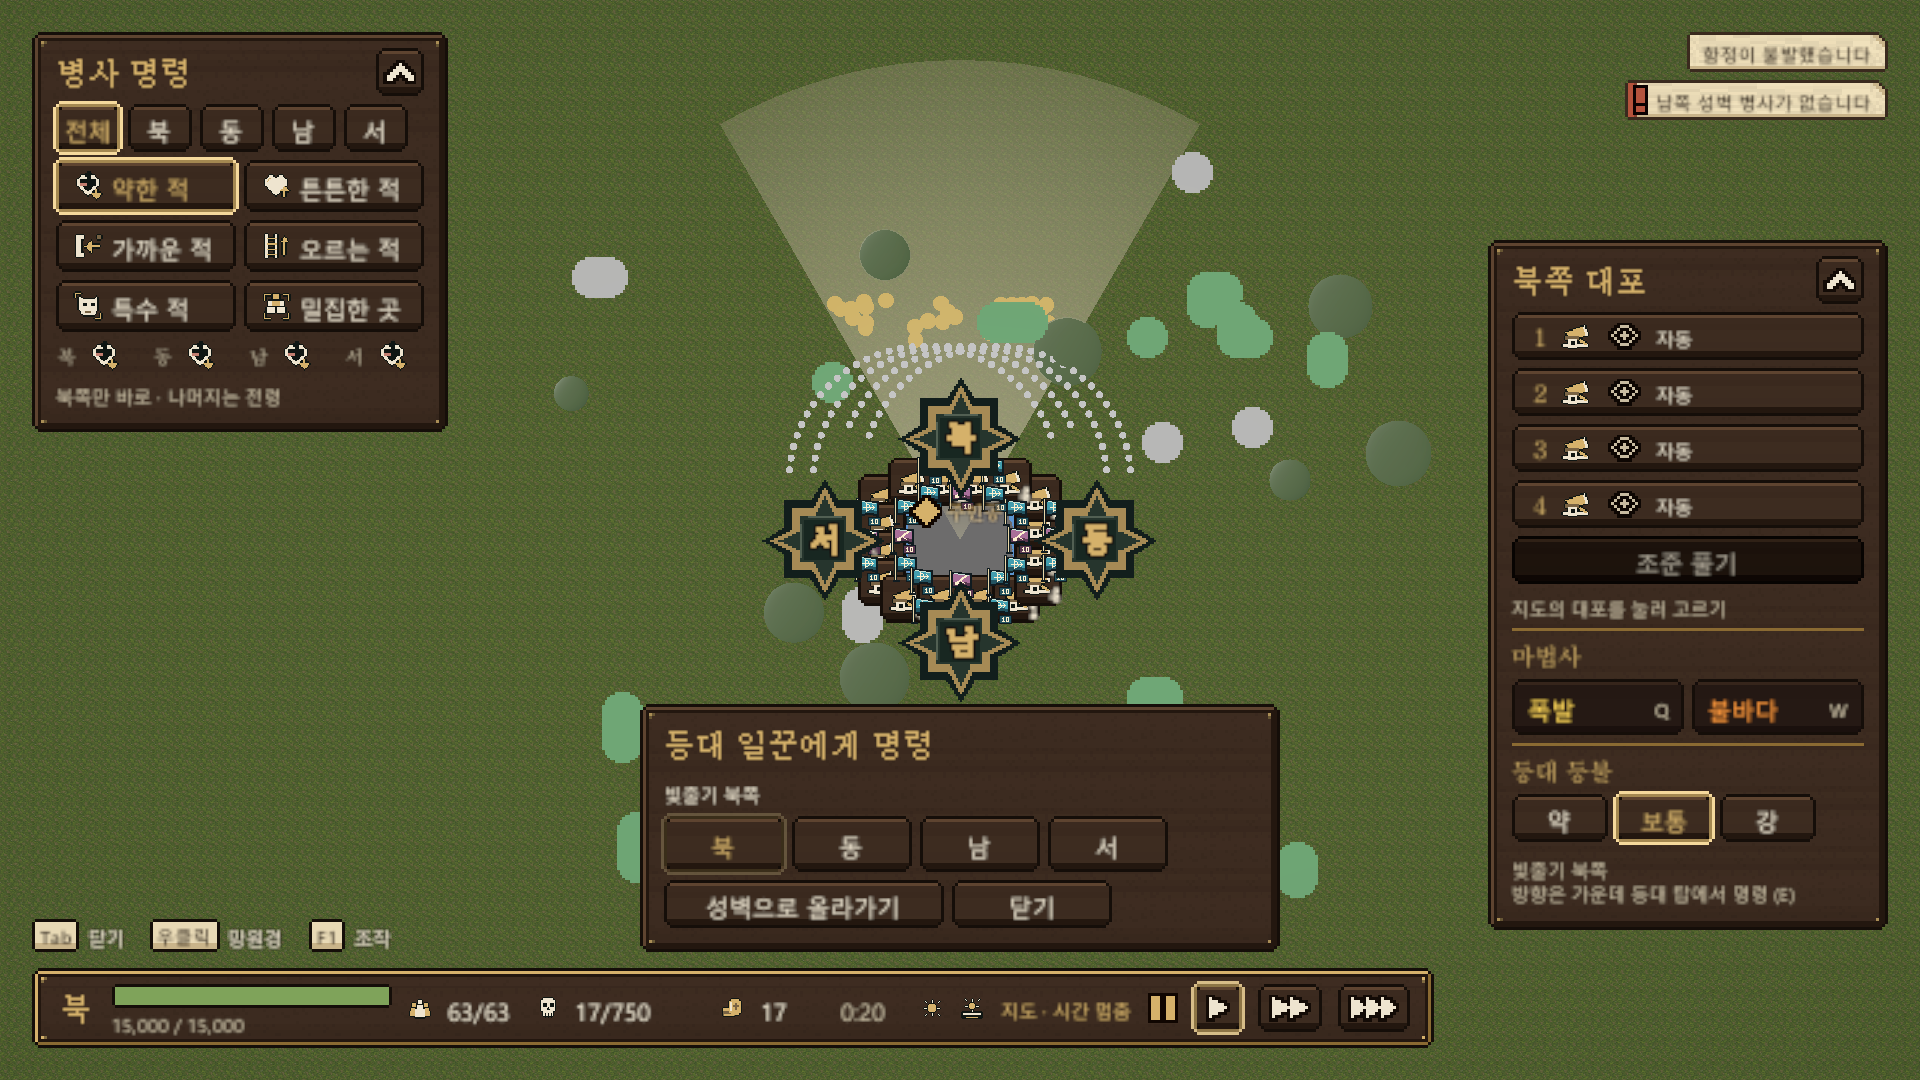 병사 명령
전체 북 동 남 서
약한 적 튼튼한 적
가까운 적 오르는 적
특수 적 밀집한 곳
북 동 남 서
북쪽만 바로 · 나머지는 전령
함정이 불발했습니다
남쪽 성벽 병사가 없습니다
북쪽 대포
1 자동
2 자동
3 자동
4 자동
조준 풀기
지도의 대포를 눌러 고르기
마법사
폭발 Q 불바다 W
등대 등불
약 보통 강
빛줄기 북쪽
방향은 가운데 등대 탑에서 명령 (E)
북
서
동
남
등대 일꾼에게 명령
빛줄기 북쪽
북 동 남 서
성벽으로 올라가기 닫기
Tab 닫기 우클릭 망원경 F1 조작
북 15,000 / 15,000 63/63 17/750 17 0:20 지도 · 시간 멈춤